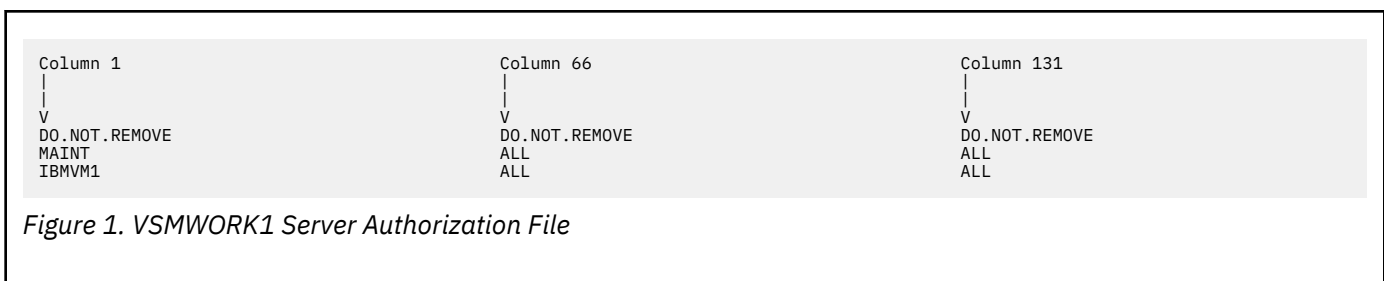 Column 1 Column 66 Column 131
| | |
| | |
V V V
DO.NOT.REMOVE DO.NOT.REMOVE DO.NOT.REMOVE
MAINT ALL ALL
IBMVM1 ALL ALL
Figure 1. VSMWORK1 Server Authorization File